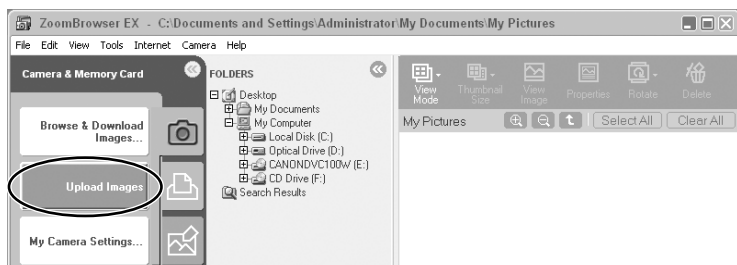 ZoomBrowser EX - C:\Documents and Settings\Administrator\My Documents\My Pictures
File Edit View Tools Internet Camera Help
Camera & Memory Card
Browse & Download
Images...
Upload Images
My Camera Settings...
FOLDERS
Desktop
My Documents
My Computer
Local Disk (C:)
Optical Drive (D:)
CANONDVC100W (E:)
CD Drive (F:)
Search Results
View
Mode
Thumbnail
Size
View
Image
Properties
Rotate
Delete
My Pictures
Select All
Clear All